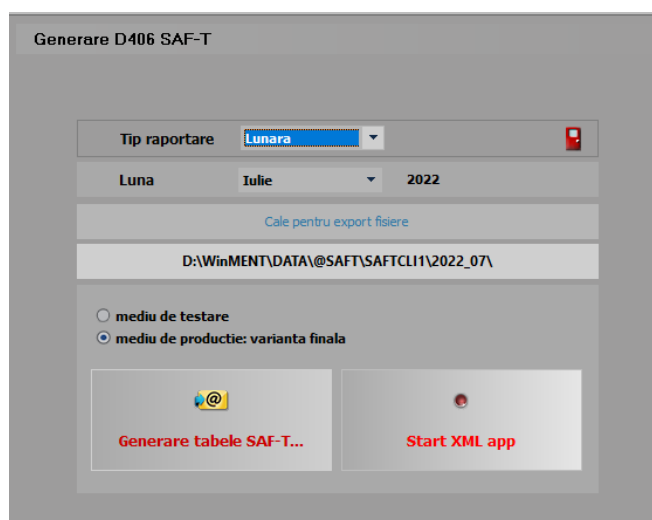 Generare D406 SAF-T
Tip raportare Lunara
Luna Iulie 2022
Cale pentru export fisiere
D:\WinMENT\DATA\@SAFT\SAFTCLI1\2022_07\
mediu de testare
mediu de productie: varianta finala
@
Generare tabele SAF-T... Start XML app